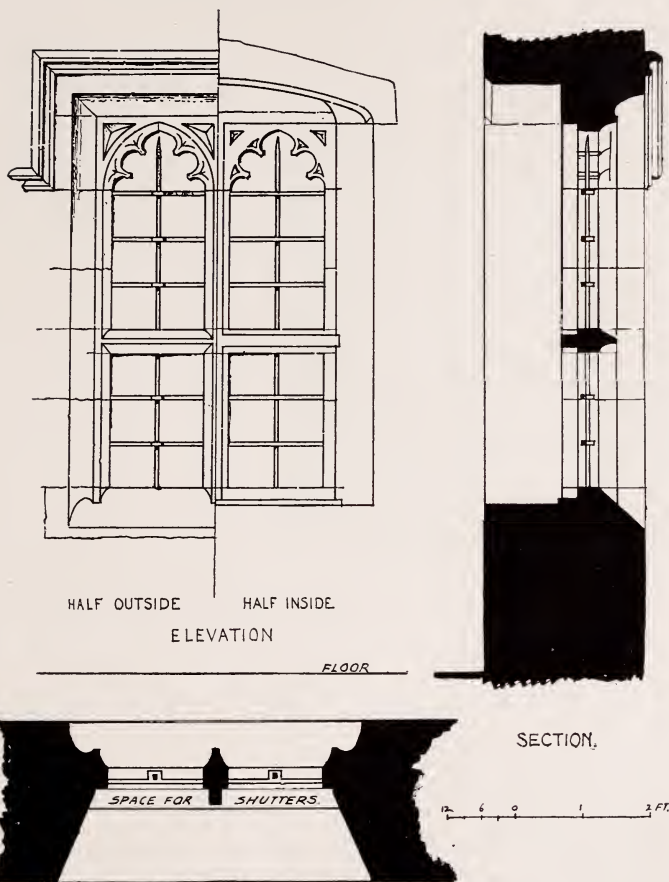 HALF OUTSIDE HALF INSIDE
ELEVATION
FLOOR
SECTION.
SPACE FOR SHUTTERS.
12 6 0 1 2 FT.